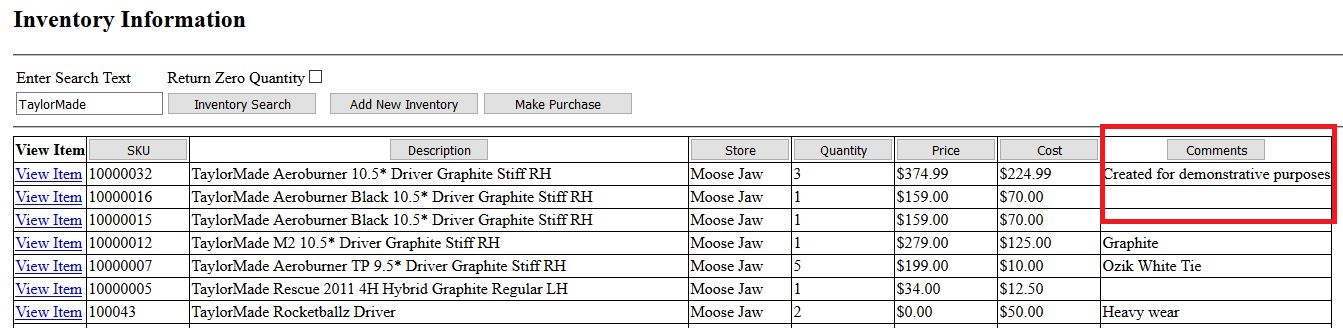 Inventory Information
Enter Search Text Return Zero Quantity
TaylorMade Inventory Search Add New Inventory Make Purchase
View Item SKU Description Store Quantity Price Cost Comments
View Item 10000032 TaylorMade Aeroburner 10.5* Driver Graphite Stiff RH Moose Jaw 3 $374.99 $224.99 Created for demonstrative purposes
View Item 10000016 TaylorMade Aeroburner Black 10.5* Driver Graphite Stiff RH Moose Jaw 1 $159.00 $70.00
View Item 10000015 TaylorMade Aeroburner Black 10.5* Driver Graphite Stiff RH Moose Jaw 1 $159.00 $70.00
View Item 10000012 TaylorMade M2 10.5* Driver Graphite Stiff RH Moose Jaw 1 $279.00 $125.00 Graphite
View Item 10000007 TaylorMade Aeroburner TP 9.5* Driver Graphite Stiff RH Moose Jaw 5 $199.00 $10.00 Ozik White Tie
View Item 10000005 TaylorMade Rescue 2011 4H Hybrid Graphite Regular LH Moose Jaw 1 $34.00 $12.50
View Item 100043 TaylorMade Rocketballz Driver Moose Jaw 2 $0.00 $50.00 Heavy wear